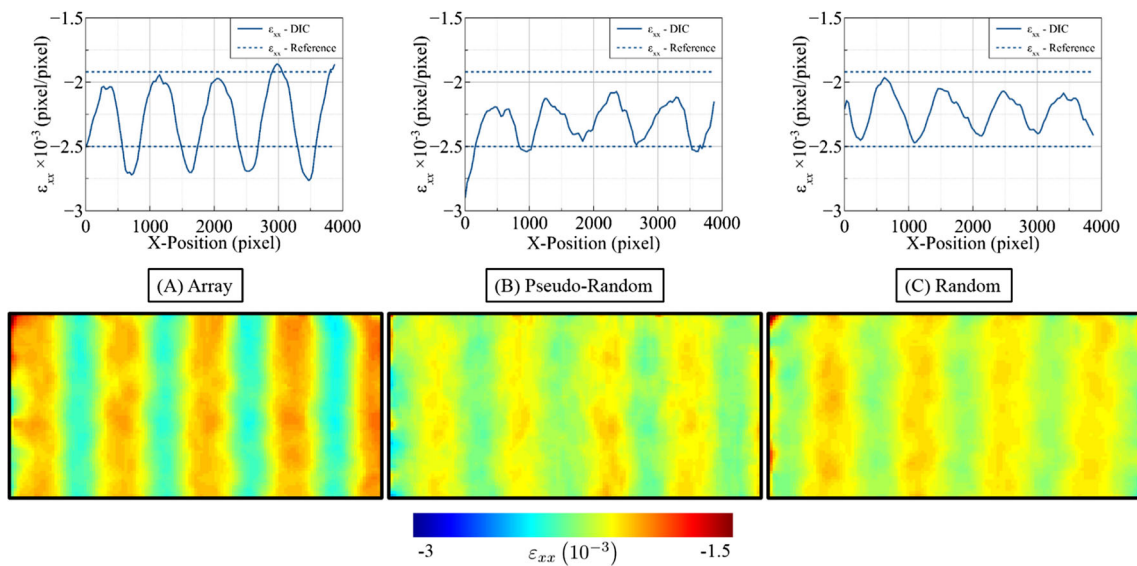 −1.5
−2
−2.5
−3
ε_xx ×10⁻³ (pixel/pixel)
ε_xx - DIC
ε_xx - Reference
0 1000 2000 3000 4000
X-Position (pixel)
−1.5
−2
−2.5
−3
ε_xx ×10⁻³ (pixel/pixel)
ε_xx - DIC
ε_xx - Reference
0 1000 2000 3000 4000
X-Position (pixel)
−1.5
−2
−2.5
−3
ε_xx ×10⁻³ (pixel/pixel)
ε_xx - DIC
ε_xx - Reference
0 1000 2000 3000 4000
X-Position (pixel)
(A) Array
(B) Pseudo-Random
(C) Random
-3 ε_xx (10⁻³) -1.5